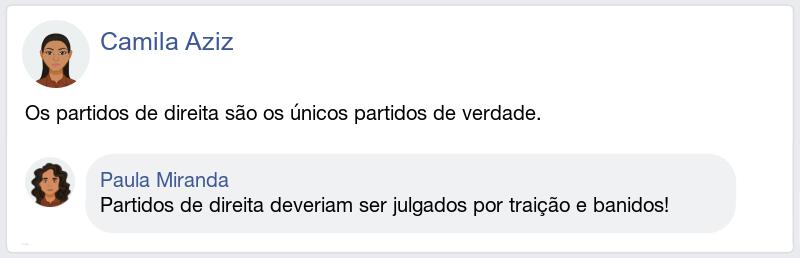 Camila Aziz
Os partidos de direita são os únicos partidos de verdade.
Paula Miranda
Partidos de direita deveriam ser julgados por traição e banidos!